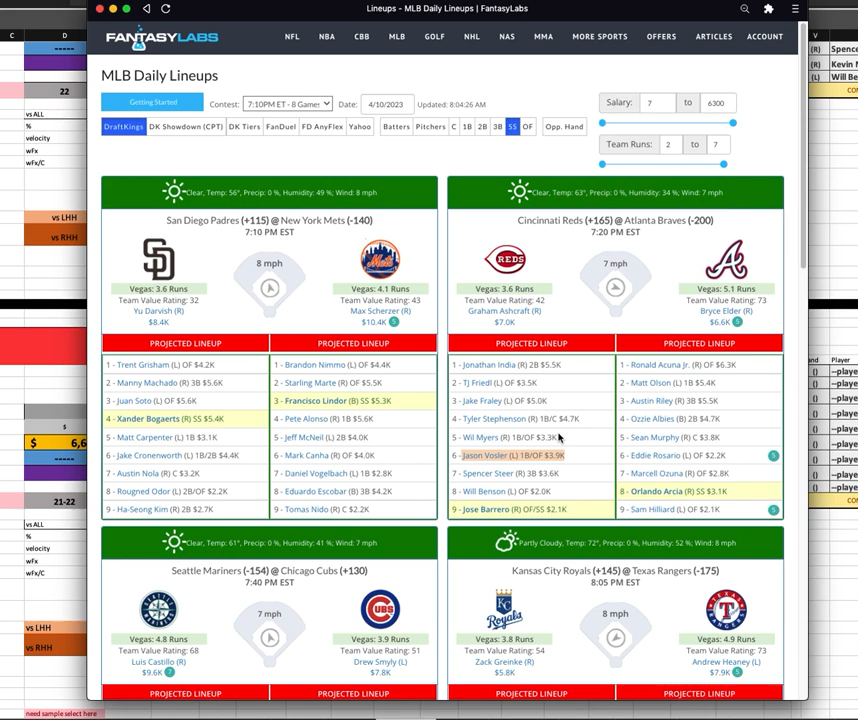 Lineups - MLB Daily Lineups | FantasyLabs
FANTASYLABS
NFL NBA CBB MLB GOLF NHL NAS MMA MORE SPORTS OFFERS ARTICLES ACCOUNT
MLB Daily Lineups
Getting Started Contest: 7:10PM ET - 8 Games Date: 4/10/2023 Updated: 8:04:26 AM
Salary: 7 to 6300
DraftKings DK Showdown (CPT) DK Tiers FanDuel FD AnyFlex Yahoo Batters Pitchers C 1B 2B 3B SS OF Opp. Hand
Team Runs: 2 to 7
Clear, Temp: 56°, Precip: 0 %, Humidity: 49 %; Wind: 8 mph
San Diego Padres (+115) @ New York Mets (-140)
7:10 PM EST
SD
8 mph
Vegas: 3.6 Runs
Team Value Rating: 32
Yu Darvish (R)
$8.4K
Vegas: 4.1 Runs
Team Value Rating: 43
Max Scherzer (R)
$10.4K 5
PROJECTED LINEUP
1 - Trent Grisham (L) OF $4.2K
2 - Manny Machado (R) 3B $5.6K
3 - Juan Soto (L) OF $5.6K
4 - Xander Bogaerts (R) SS $5.4K
5 - Matt Carpenter (L) 1B $3.1K
6 - Jake Cronenworth (L) 1B/2B $4.4K
7 - Austin Nola (R) C $3.2K
8 - Rougned Odor (L) 2B/OF $2.2K
9 - Ha-Seong Kim (R) 2B $2.7K
PROJECTED LINEUP
1 - Brandon Nimmo (L) OF $4.4K
2 - Starling Marte (R) OF $5.5K
3 - Francisco Lindor (B) SS $5.3K
4 - Pete Alonso (R) 1B $5.6K
5 - Jeff McNeil (L) 2B $4.0K
6 - Mark Canha (R) OF $4.0K
7 - Daniel Vogelbach (L) 1B $2.8K
8 - Eduardo Escobar (B) 3B $4.2K
9 - Tomas Nido (R) C $2.2K
Clear, Temp: 63°, Precip: 0 %, Humidity: 34 %; Wind: 7 mph
Cincinnati Reds (+165) @ Atlanta Braves (-200)
7:20 PM EST
REDS
7 mph
Vegas: 3.6 Runs
Team Value Rating: 42
Graham Ashcraft (R)
$7.0K
Vegas: 5.1 Runs
Team Value Rating: 73
Bryce Elder (R)
$6.6K 5
PROJECTED LINEUP
1 - Jonathan India (R) 2B $5.5K
2 - TJ Friedl (L) OF $3.5K
3 - Jake Fraley (L) OF $5.0K
4 - Tyler Stephenson (R) 1B/C $4.7K
5 - Wil Myers (R) 1B/OF $3.3K
6 - Jason Vosler (L) 1B/OF $3.9K
7 - Spencer Steer (R) 3B $3.6K
8 - Will Benson (L) OF $2.0K
9 - Jose Barrero (R) OF/SS $2.1K
PROJECTED LINEUP
1 - Ronald Acuna Jr. (R) OF $6.3K
2 - Matt Olson (L) 1B $5.4K
3 - Austin Riley (R) 3B $5.5K
4 - Ozzie Albies (B) 2B $4.7K
5 - Sean Murphy (R) C $3.8K
6 - Eddie Rosario (L) OF $2.2K 5
7 - Marcell Ozuna (R) OF $2.8K
8 - Orlando Arcia (R) SS $3.1K
9 - Sam Hilliard (L) OF $2.1K 5
Clear, Temp: 61°, Precip: 0 %, Humidity: 41 %; Wind: 7 mph
Seattle Mariners (-154) @ Chicago Cubs (+130)
7:40 PM EST
CUBS
7 mph
Vegas: 4.8 Runs
Team Value Rating: 68
Luis Castillo (R)
$9.6K 7
Vegas: 3.9 Runs
Team Value Rating: 51
Drew Smyly (L)
$7.8K
PROJECTED LINEUP
PROJECTED LINEUP
Partly Cloudy, Temp: 72°, Precip: 0 %, Humidity: 52 %; Wind: 8 mph
Kansas City Royals (+145) @ Texas Rangers (-175)
8:05 PM EST
KC
Royals
8 mph
Vegas: 3.8 Runs
Team Value Rating: 54
Zack Greinke (R)
$5.8K
Vegas: 4.9 Runs
Team Value Rating: 73
Andrew Heaney (L)
$7.9K 5
PROJECTED LINEUP
PROJECTED LINEUP
C D
-----
22
vs ALL
%
velocity
wFx
wFx/C
vs LHH
vs RHH
$
$ 6,6
-----
21-22
vs ALL
%
velocity
wFx
wFx/C
vs LHH
vs RHH
need sample select here
V
(R) Spence
(R) Kevin
(L) Will Be
Player
() --playe
() --playe
() --playe
() --playe
() --playe
() --playe
() --playe
() --playe